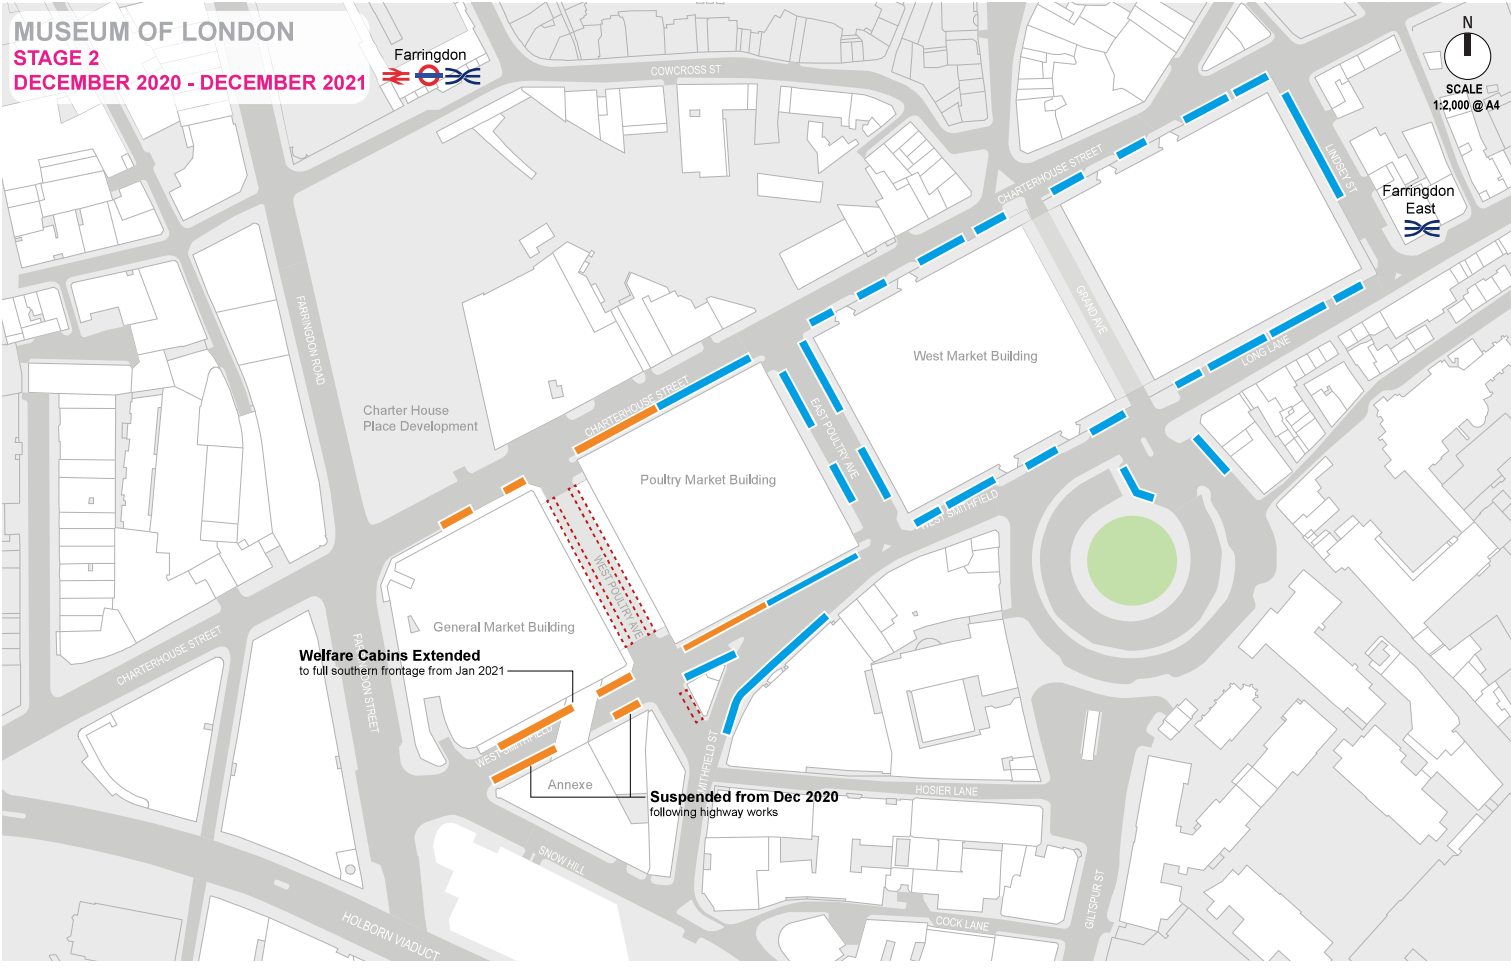 MUSEUM OF LONDON
STAGE 2
DECEMBER 2020 - DECEMBER 2021
Farringdon
COWCROSS ST
N
SCALE
1:2,000 @ A4
CHARTERHOUSE STREET
LINDSEY ST
Farringdon
East
FARRINGDON ROAD
GRAND AVE
West Market Building
LONG LANE
CHARTERHOUSE STREET
Charter House
Place Development
EAST POULTRY AVE
Poultry Market Building
WEST SMITHFIELD
WEST POULTRY AVE
General Market Building
CHARTERHOUSE STREET
Welfare Cabins Extended
to full southern frontage from Jan 2021
FARRINGDON STREET
WEST SMITHFIELD
SMITHFIELD ST
Annexe
HOSIER LANE
Suspended from Dec 2020
following highway works
SNOW HILL
GILTSPUR ST
COCK LANE
HOLBORN VIADUCT